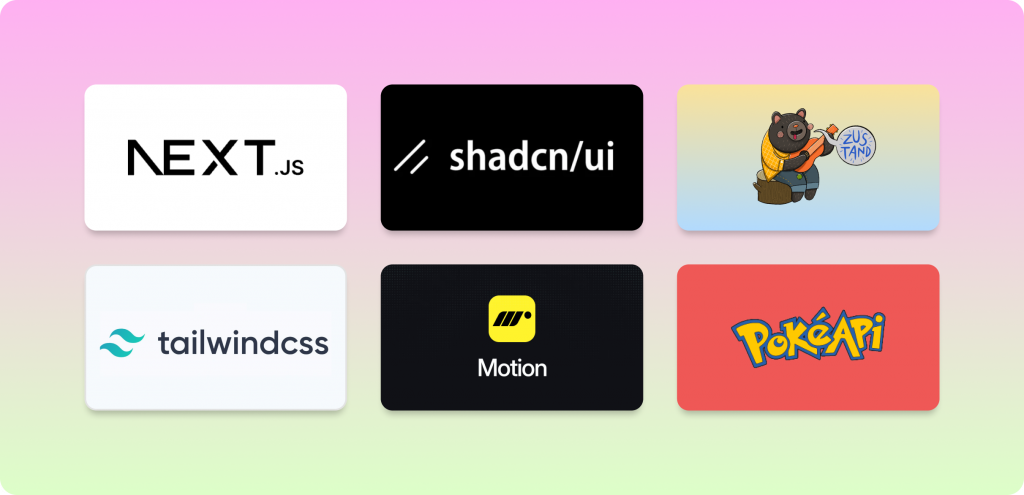 NEXT.JS
shadcn/ui
ZUS
TAND
tailwindcss
Motion
PokéApi